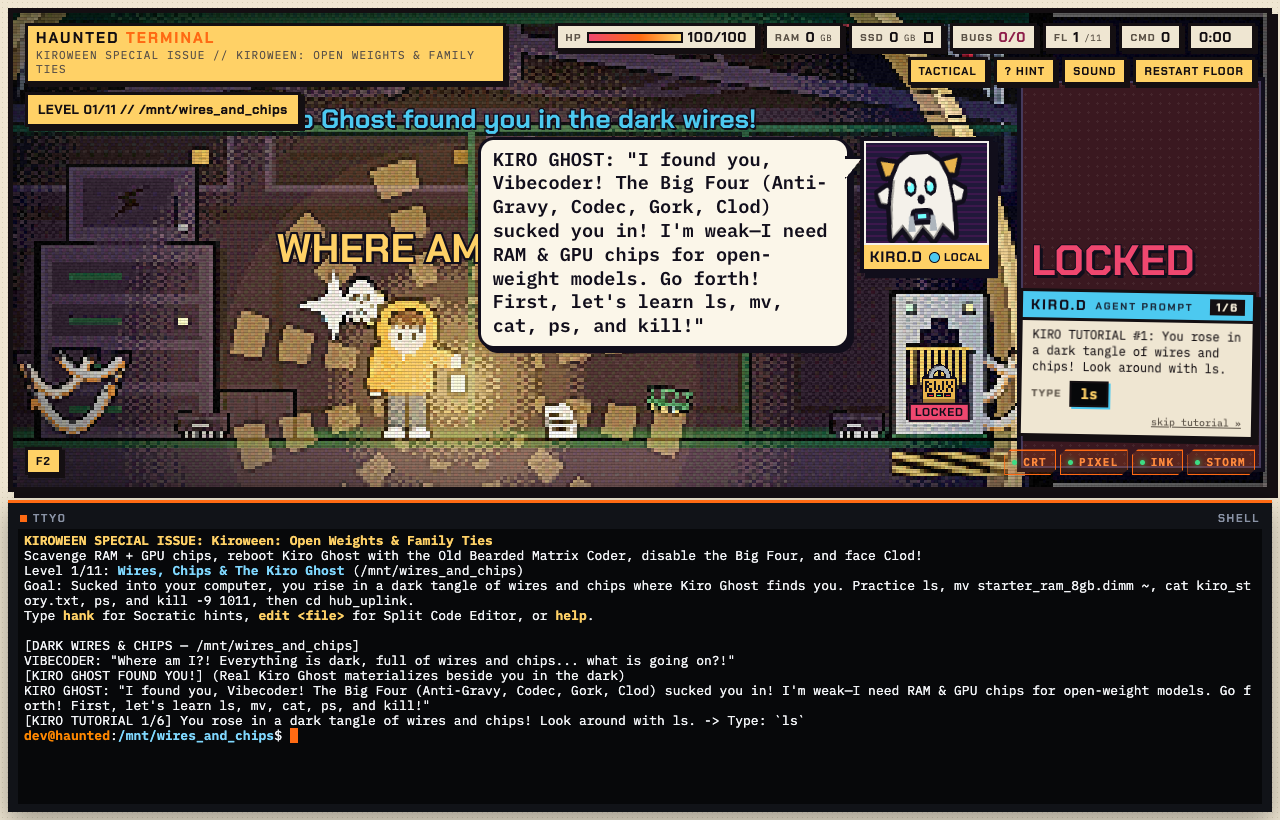 HAUNTED TERMINAL
KIROWEEN SPECIAL ISSUE // KIROWEEN: OPEN WEIGHTS & FAMILY
TIES
HP 100/100
RAM 0 GB
SSD 0 GB
BUGS 0/0
FL 1 /11
CMD 0
0:00
TACTICAL
? HINT
SOUND
RESTART FLOOR
LEVEL 01/11 // /mnt/wires_and_chips
Ghost found you in the dark wires!
WHERE AM
KIRO GHOST: "I found you,
Vibecoder! The Big Four (Anti-
Gravy, Codec, Gork, Clod)
sucked you in! I'm weak—I need
RAM & GPU chips for open-
weight models. Go forth!
First, let's learn ls, mv,
cat, ps, and kill!"
KIRO.D LOCAL
LOCKED
RWX
LOCKED
KIRO.D AGENT PROMPT 1/6
KIRO TUTORIAL #1: You rose in
a dark tangle of wires and
chips! Look around with ls.
TYPE ls
skip tutorial »
F2
CRT
PIXEL
INK
STORM
TTY0
SHELL
KIROWEEN SPECIAL ISSUE: Kiroween: Open Weights & Family Ties
Scavenge RAM + GPU chips, reboot Kiro Ghost with the Old Bearded Matrix Coder, disable the Big Four, and face Clod!
Level 1/11: Wires, Chips & The Kiro Ghost (/mnt/wires_and_chips)
Goal: Sucked into your computer, you rise in a dark tangle of wires and chips where Kiro Ghost finds you. Practice ls, mv starter_ram_8gb.dimm ~, cat kiro_st
ory.txt, ps, and kill -9 1011, then cd hub_uplink.
Type hank for Socratic hints, edit <file> for Split Code Editor, or help.
[DARK WIRES & CHIPS — /mnt/wires_and_chips]
VIBECODER: "Where am I?! Everything is dark, full of wires and chips... what is going on?!"
[KIRO GHOST FOUND YOU!] (Real Kiro Ghost materializes beside you in the dark)
KIRO GHOST: "I found you, Vibecoder! The Big Four (Anti-Gravy, Codec, Gork, Clod) sucked you in! I'm weak—I need RAM & GPU chips for open-weight models. Go f
orth! First, let's learn ls, mv, cat, ps, and kill!"
[KIRO TUTORIAL 1/6] You rose in a dark tangle of wires and chips! Look around with ls. -> Type: `ls`
dev@haunted:/mnt/wires_and_chips$